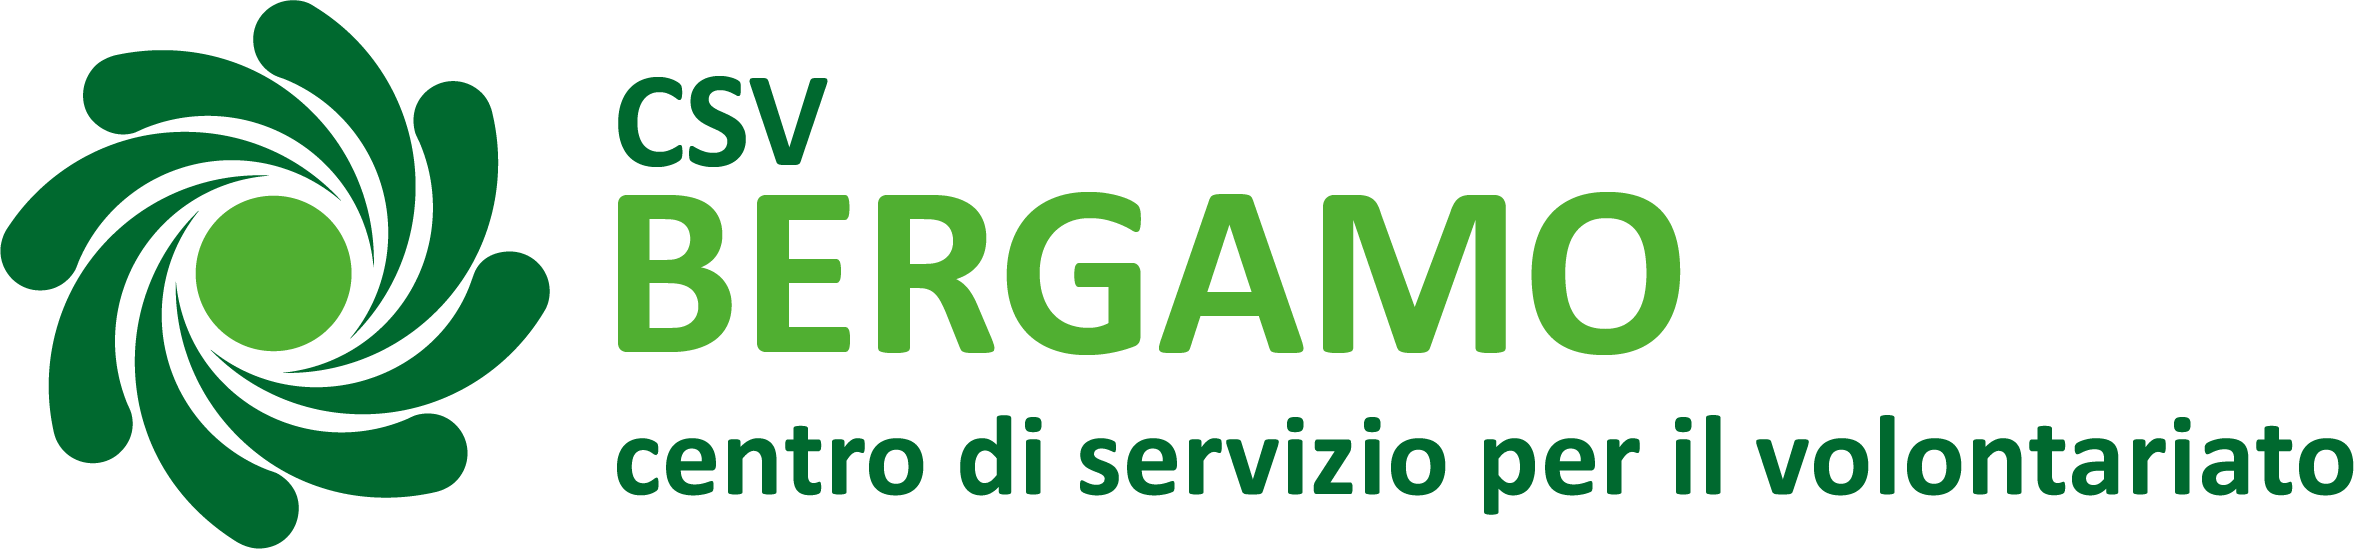 CSV
BERGAMO
centro di servizio per il volontariato